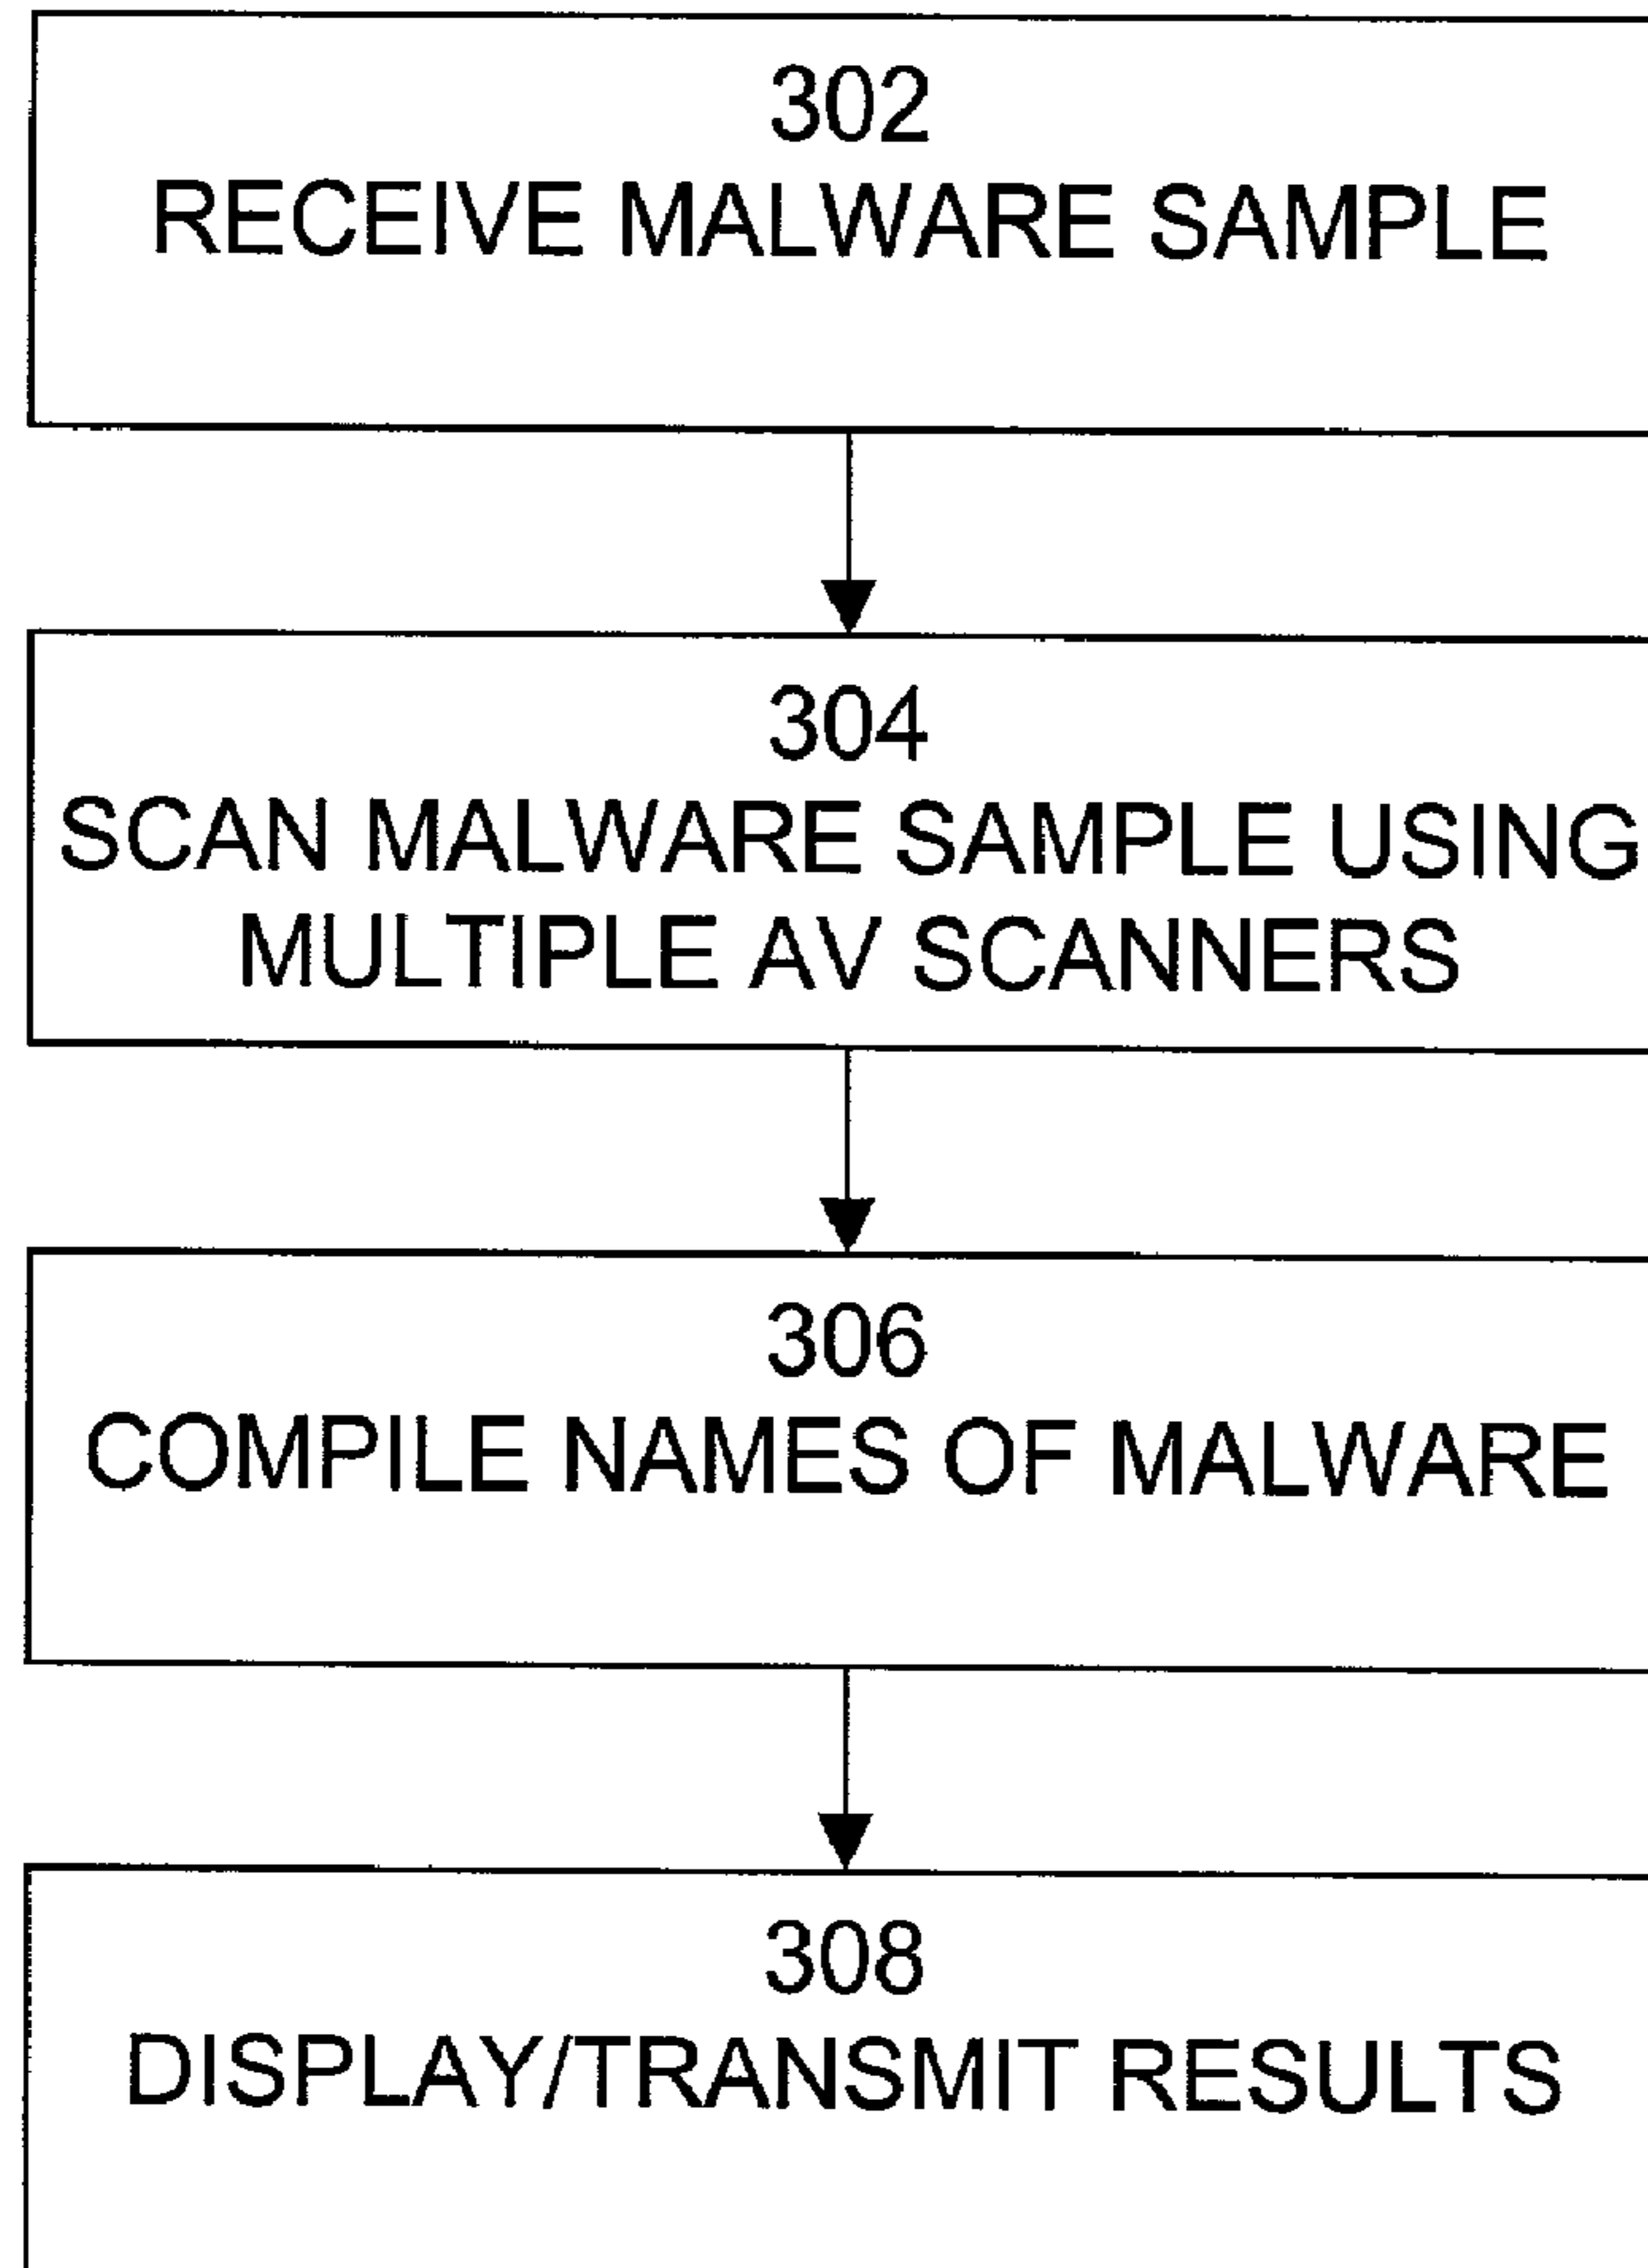 302
RECEIVE MALWARE SAMPLE
304
SCAN MALWARE SAMPLE USING
MULTIPLE AV SCANNERS
306
COMPILE NAMES OF MALWARE
308
DISPLAY/TRANSMIT RESULTS